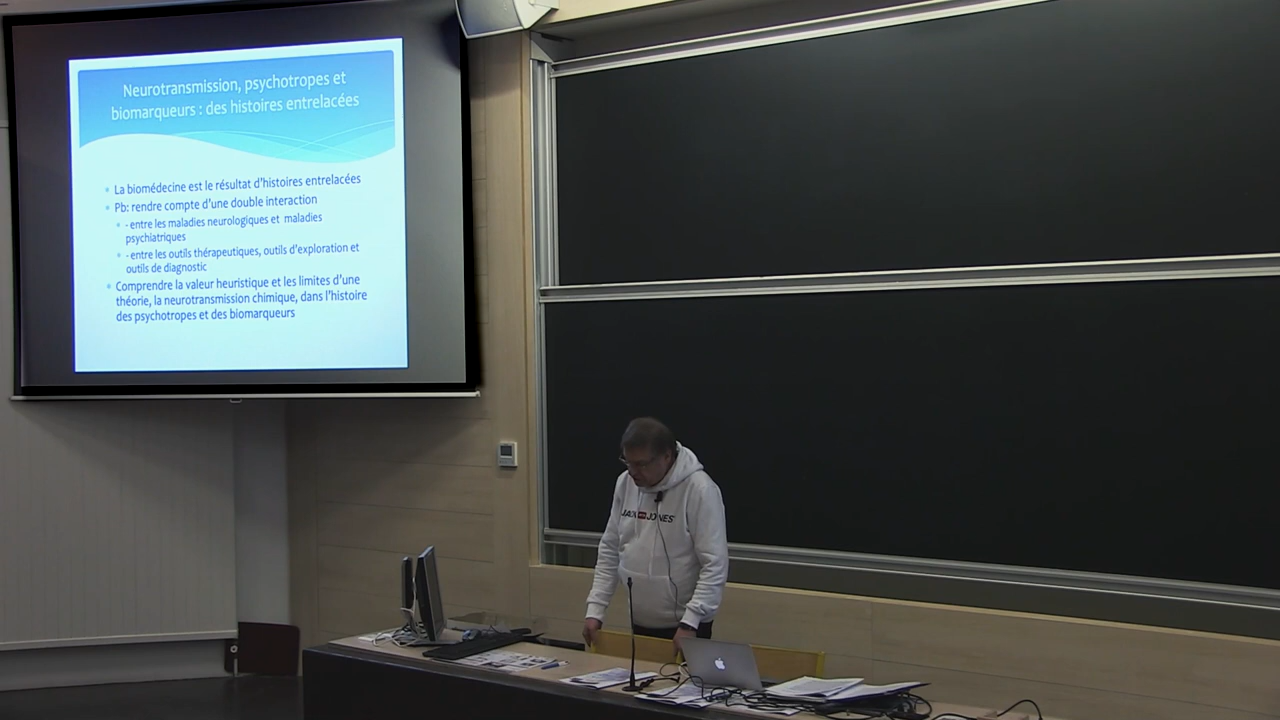 Neurotransmission, psychotropes et
biomarqueurs : des histoires entrelacées
La biomédecine est le résultat d'histoires entrelacées
Pb: rendre compte d'une double interaction
- entre les maladies neurologiques et maladies
psychiatriques
- entre les outils thérapeutiques, outils d'exploration et
outils de diagnostic
Comprendre la valeur heuristique et les limites d'une
théorie, la neurotransmission chimique, dans l'histoire
des psychotropes et des biomarqueurs
JACK JONES